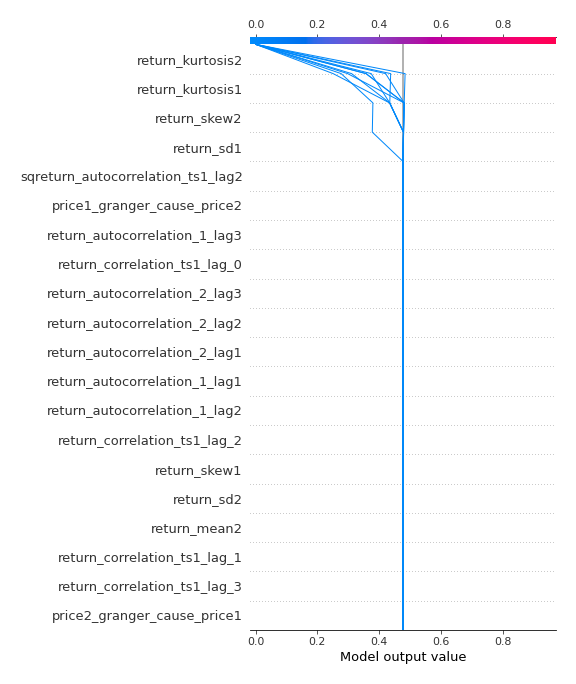 0.0 0.2 0.4 0.6 0.8
return_kurtosis2
return_kurtosis1
return_skew2
return_sd1
sqreturn_autocorrelation_ts1_lag2
price1_granger_cause_price2
return_autocorrelation_1_lag3
return_correlation_ts1_lag_0
return_autocorrelation_2_lag3
return_autocorrelation_2_lag2
return_autocorrelation_2_lag1
return_autocorrelation_1_lag1
return_autocorrelation_1_lag2
return_correlation_ts1_lag_2
return_skew1
return_sd2
return_mean2
return_correlation_ts1_lag_1
return_correlation_ts1_lag_3
price2_granger_cause_price1
0.0 0.2 0.4 0.6 0.8
Model output value